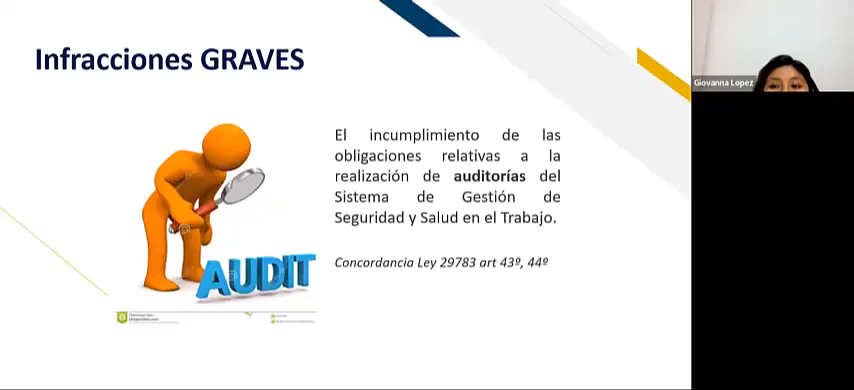 Infracciones GRAVES
Giovanna Lopez
El incumplimiento de las
obligaciones relativas a la
realización de auditorías del
Sistema de Gestión de
Seguridad y Salud en el Trabajo.
Concordancia Ley 29783 art 43º, 44º
AUDIT